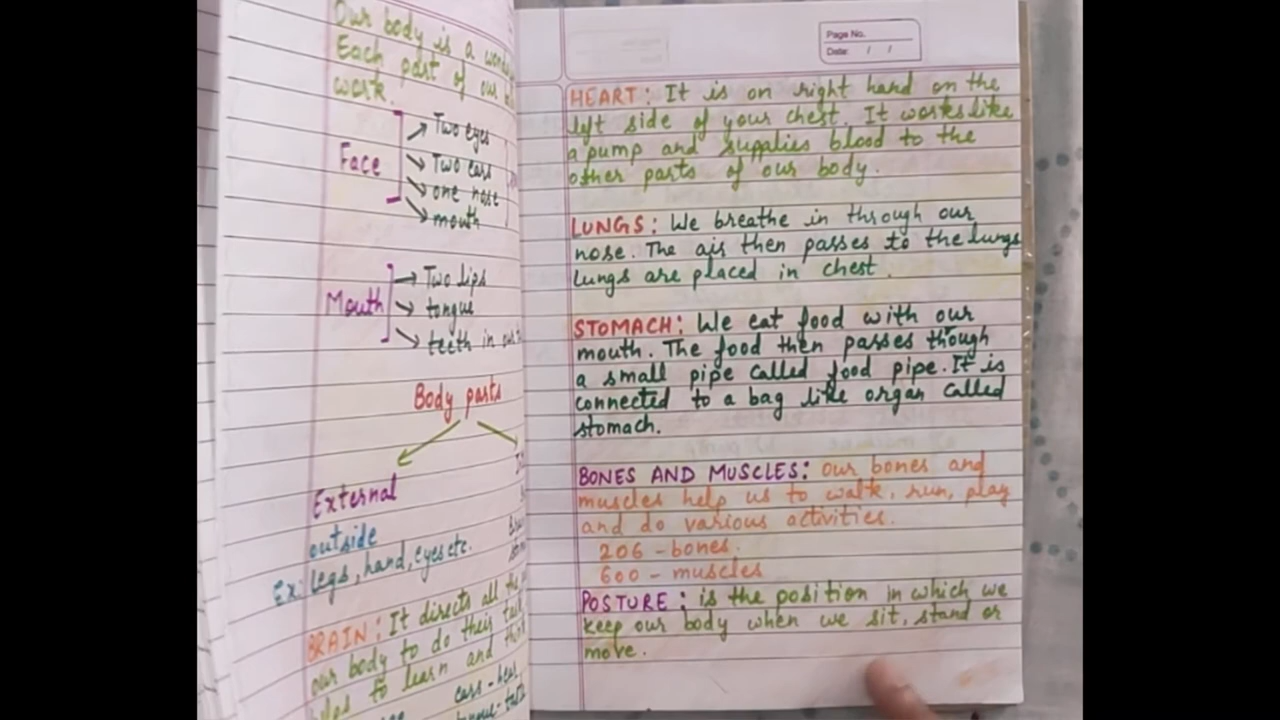 Our body is a
Each part of our
work.
Face
Two eyes
Two ears
one nose
mouth
Mouth
Two lips
tongue
teeth in
Body parts
External
outside
Ex: legs, hand, eyes etc.
BRAIN: It directs all the
our body to do their
to learn and
ears - hear
Page No.
Date: / /
HEART: It is on right hand on the
left side of your chest. It works like
a pump and supplies blood to the
other parts of our body.
LUNGS: We breathe in through our
nose. The air then passes to the lungs
lungs are placed in chest.
STOMACH: We eat food with our
mouth. The food then passes though
a small pipe called food pipe. It is
connected to a bag like organ called
stomach.
BONES AND MUSCLES: our bones and
muscles help us to walk, run, play
and do various activities.
206 - bones.
600 - muscles
POSTURE: is the position in which we
keep our body when we sit, stand or
move.